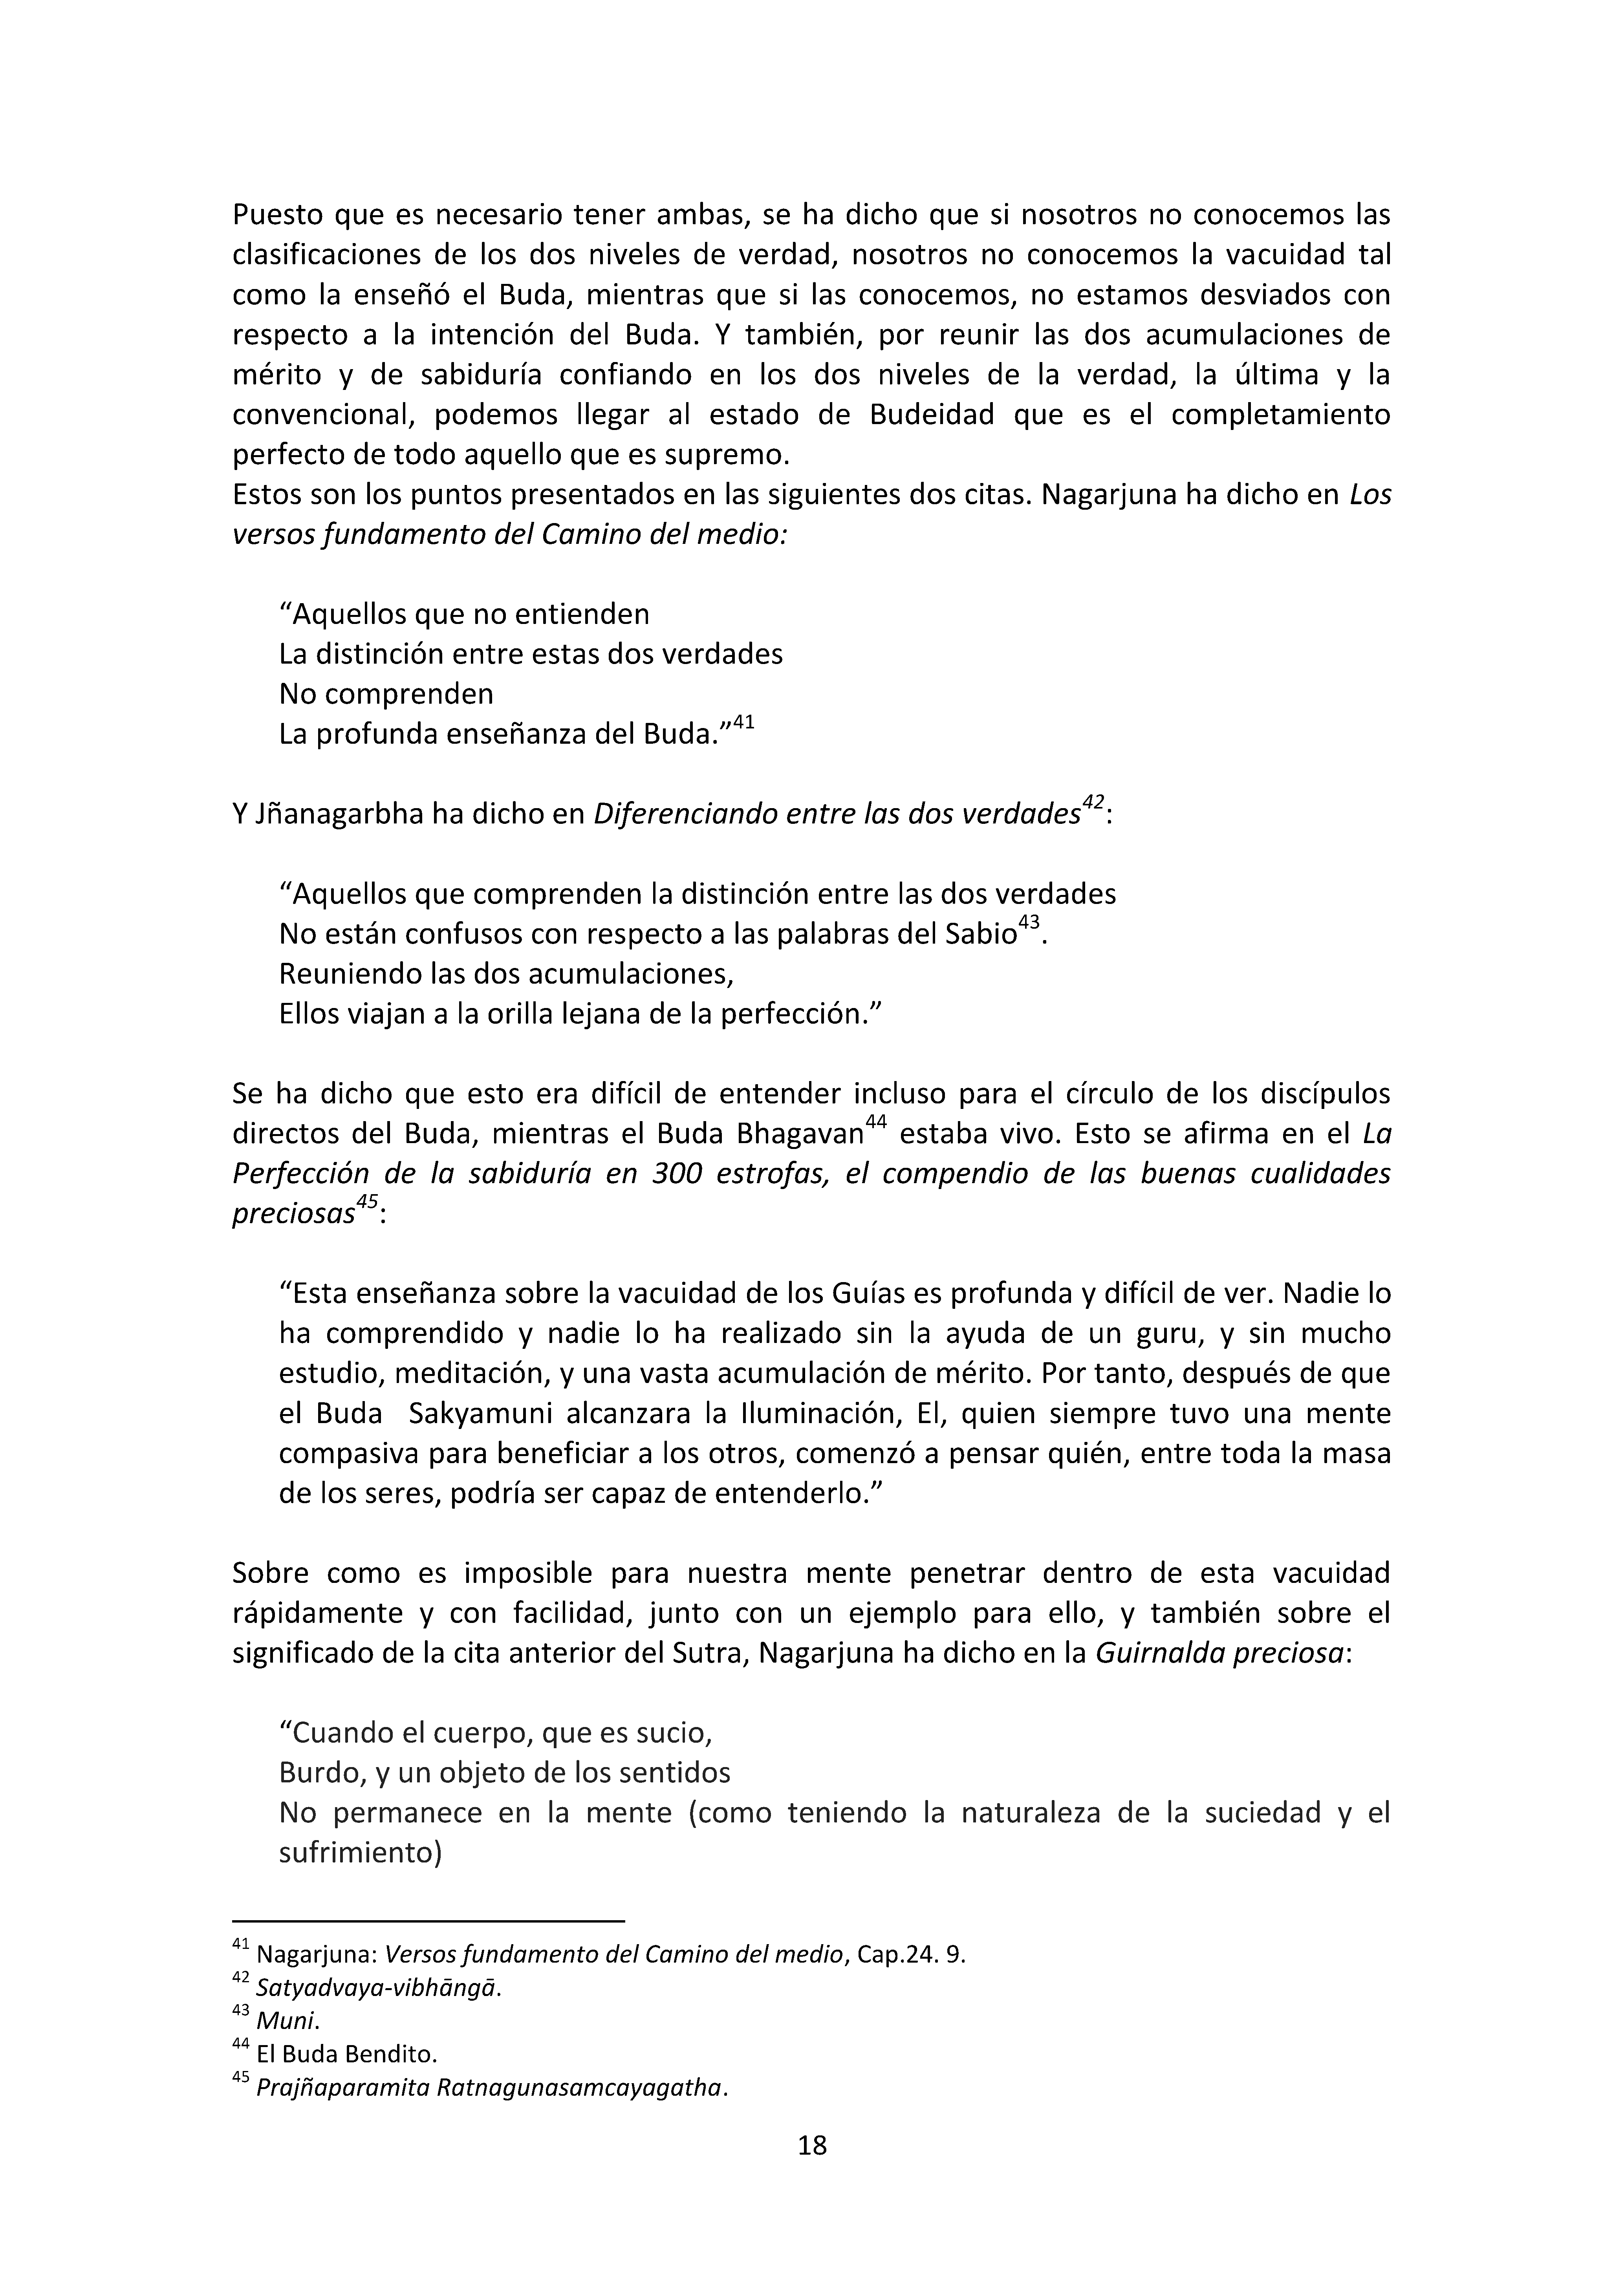 Puesto que es necesario tener ambas, se ha dicho que si nosotros no conocemos las
clasificaciones de los dos niveles de verdad, nosotros no conocemos la vacuidad tal
como la enseñó el Buda, mientras que si las conocemos, no estamos desviados con
respecto a la intención del Buda. Y también, por reunir las dos acumulaciones de
mérito y de sabiduría confiando en los dos niveles de la verdad, la última y la
convencional, podemos llegar al estado de Budeidad que es el completamiento
perfecto de todo aquello que es supremo.
Estos son los puntos presentados en las siguientes dos citas. Nagarjuna ha dicho en Los
versos fundamento del Camino del medio:
“Aquellos que no entienden
La distinción entre estas dos verdades
No comprenden
La profunda enseñanza del Buda.”41
Y Jñanagarbha ha dicho en Diferenciando entre las dos verdades42:
“Aquellos que comprenden la distinción entre las dos verdades
No están confusos con respecto a las palabras del Sabio43.
Reuniendo las dos acumulaciones,
Ellos viajan a la orilla lejana de la perfección.”
Se ha dicho que esto era difícil de entender incluso para el círculo de los discípulos
directos del Buda, mientras el Buda Bhagavan44 estaba vivo. Esto se afirma en el La
Perfección de la sabiduría en 300 estrofas, el compendio de las buenas cualidades
preciosas45:
“Esta enseñanza sobre la vacuidad de los Guías es profunda y difícil de ver. Nadie lo
ha comprendido y nadie lo ha realizado sin la ayuda de un guru, y sin mucho
estudio, meditación, y una vasta acumulación de mérito. Por tanto, después de que
el Buda  Sakyamuni alcanzara la Iluminación, El, quien siempre tuvo una mente
compasiva para beneficiar a los otros, comenzó a pensar quién, entre toda la masa
de los seres, podría ser capaz de entenderlo.”
Sobre como es imposible para nuestra mente penetrar dentro de esta vacuidad
rápidamente y con facilidad, junto con un ejemplo para ello, y también sobre el
significado de la cita anterior del Sutra, Nagarjuna ha dicho en la Guirnalda preciosa:
“Cuando el cuerpo, que es sucio,
Burdo, y un objeto de los sentidos
No permanece en la mente (como teniendo la naturaleza de la suciedad y el
sufrimiento)
41 Nagarjuna: Versos fundamento del Camino del medio, Cap.24. 9.
42 Satyadvaya-vibhāngā.
43 Muni.
44 El Buda Bendito.
45 Prajñaparamita Ratnagunasamcayagatha.
18